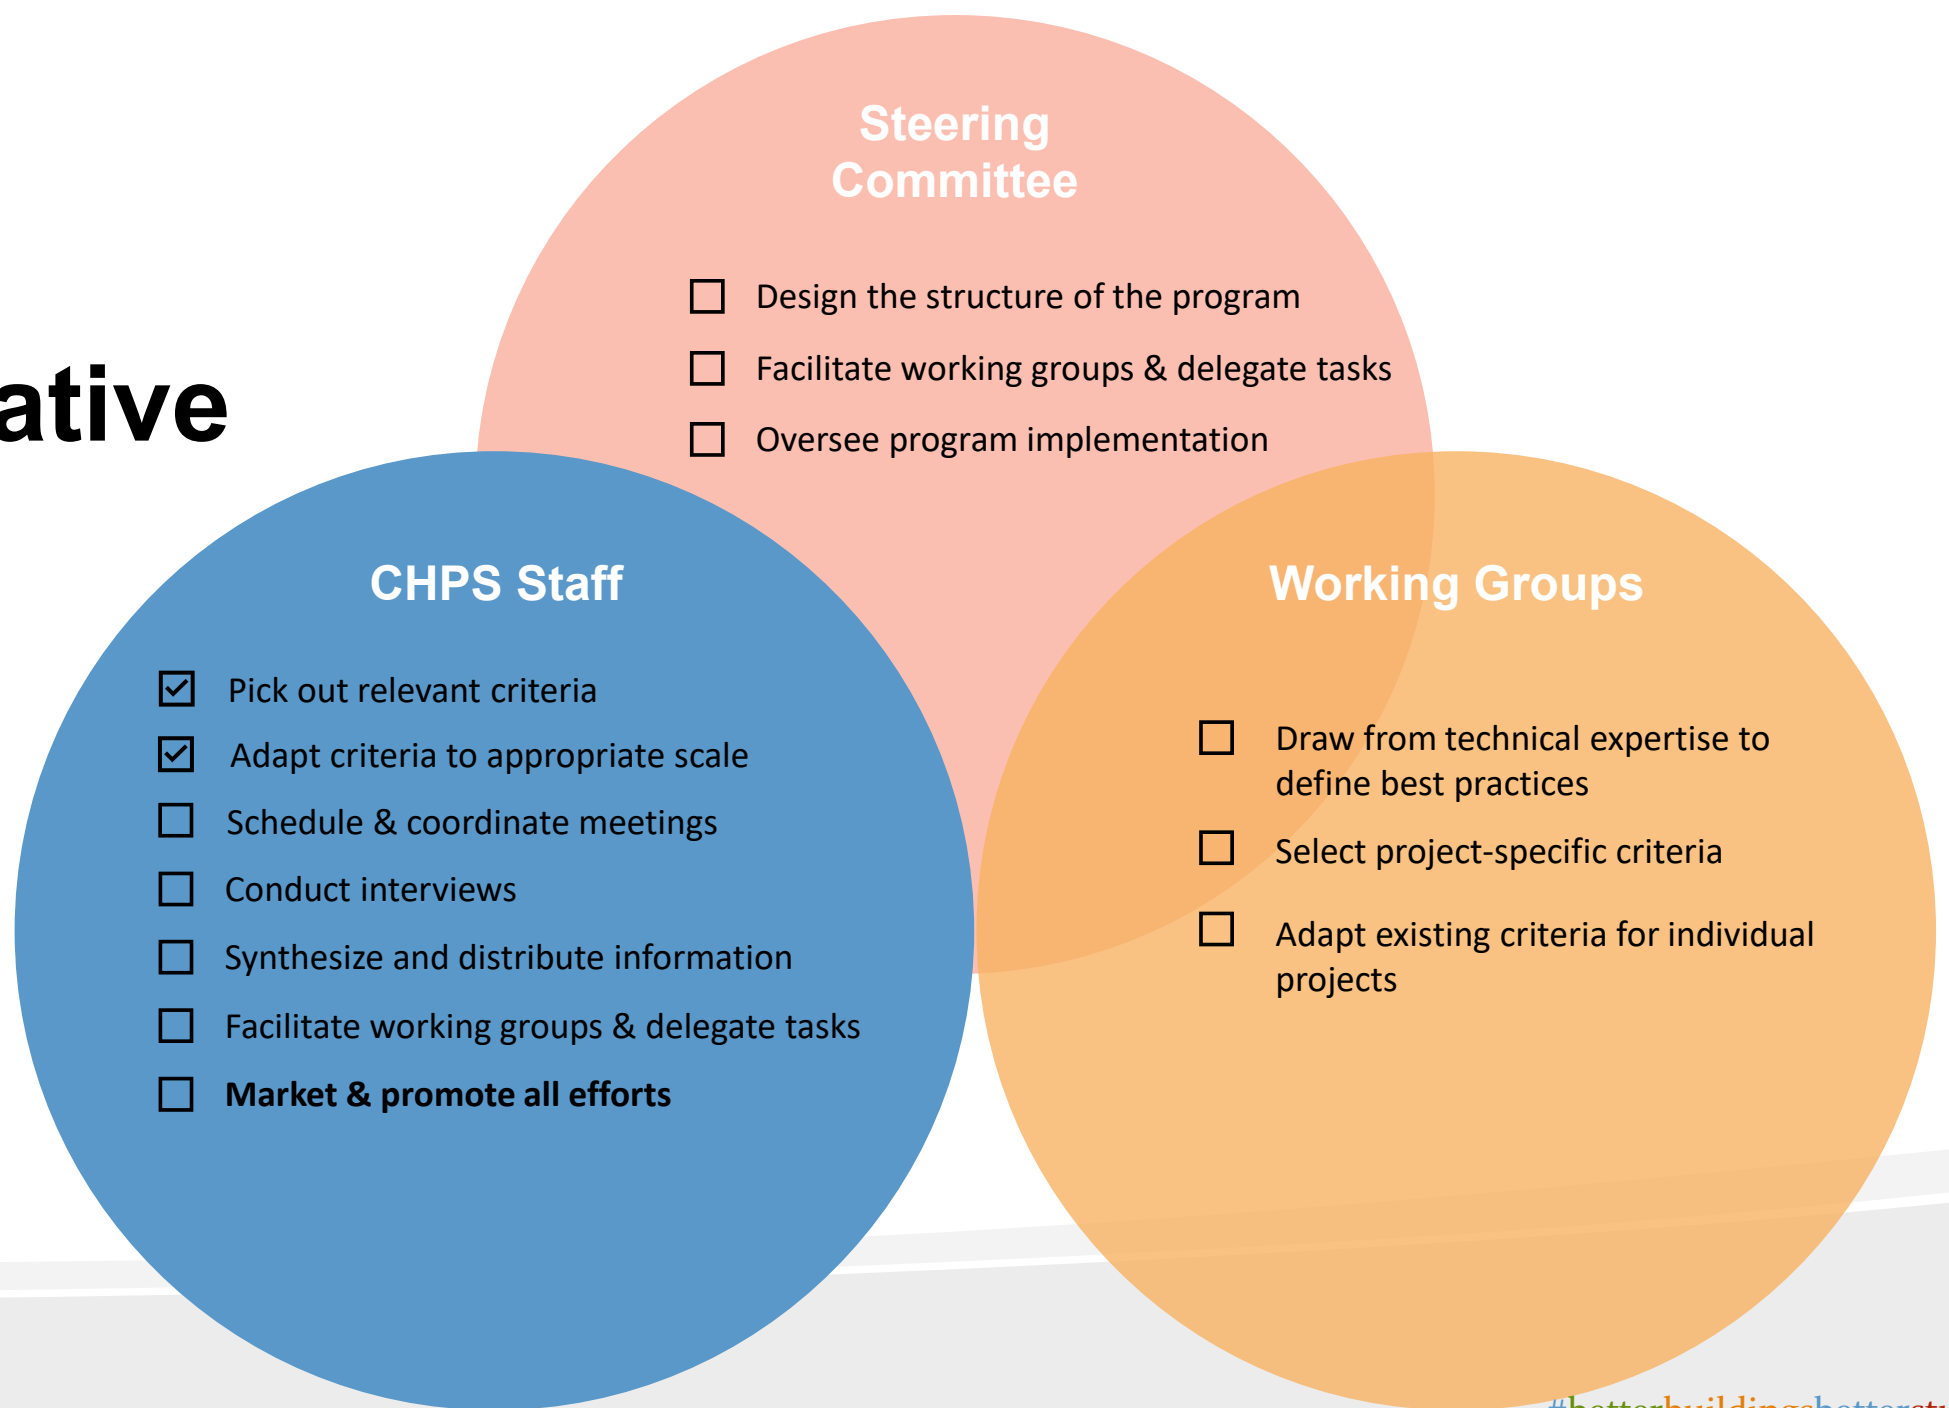 Steering
Committee
☐ Design the structure of the program
☐ Facilitate working groups & delegate tasks
☐ Oversee program implementation
ative
CHPS Staff
☑ Pick out relevant criteria
☑ Adapt criteria to appropriate scale
☐ Schedule & coordinate meetings
☐ Conduct interviews
☐ Synthesize and distribute information
☐ Facilitate working groups & delegate tasks
☐ Market & promote all efforts
Working Groups
☐ Draw from technical expertise to
define best practices
☐ Select project-specific criteria
☐ Adapt existing criteria for individual
projects
#betterbuildingsbetterstu